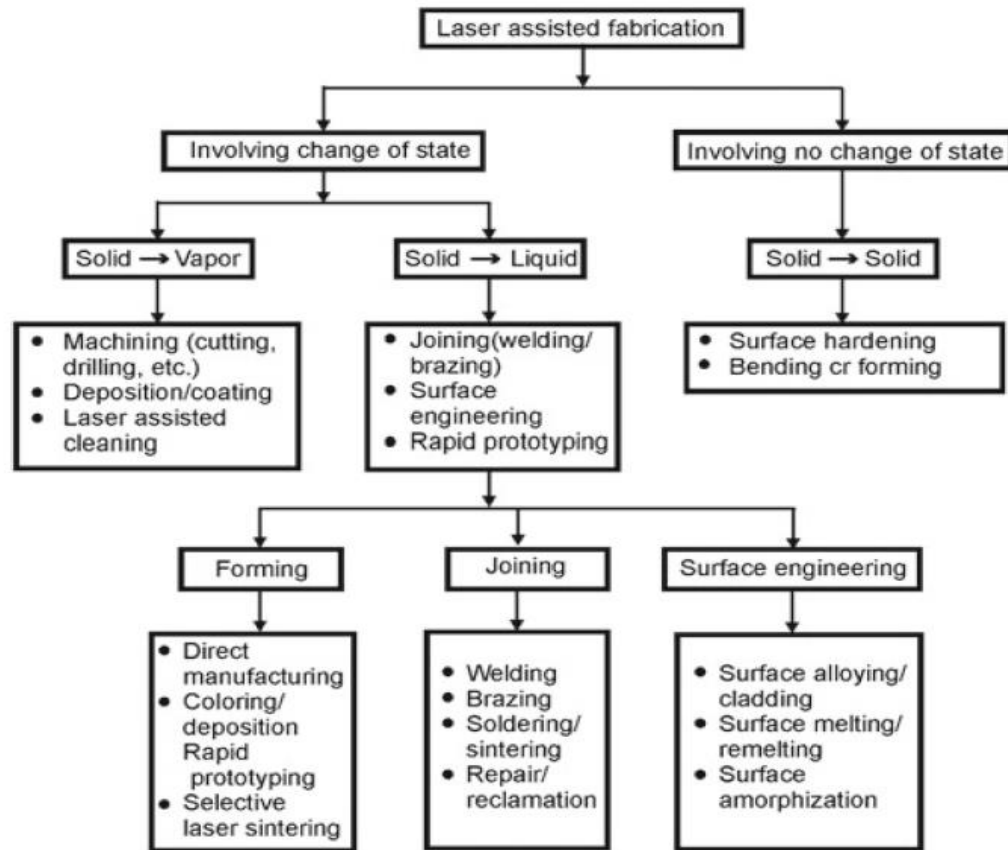 Laser assisted fabrication
Involving change of state
Involving no change of state
Solid → Vapor
Solid → Liquid
Solid → Solid
• Machining (cutting,
drilling, etc.)
• Deposition/coating
• Laser assisted
cleaning
• Joining(welding/
brazing)
• Surface
engineering
• Rapid prototyping
• Surface hardening
• Bending cr forming
Forming
Joining
Surface engineering
• Direct
manufacturing
• Coloring/
deposition
Rapid
prototyping
• Selective
laser sintering
• Welding
• Brazing
• Soldering/
sintering
• Repair/
reclamation
• Surface alloying/
cladding
• Surface melting/
remelting
• Surface
amorphization